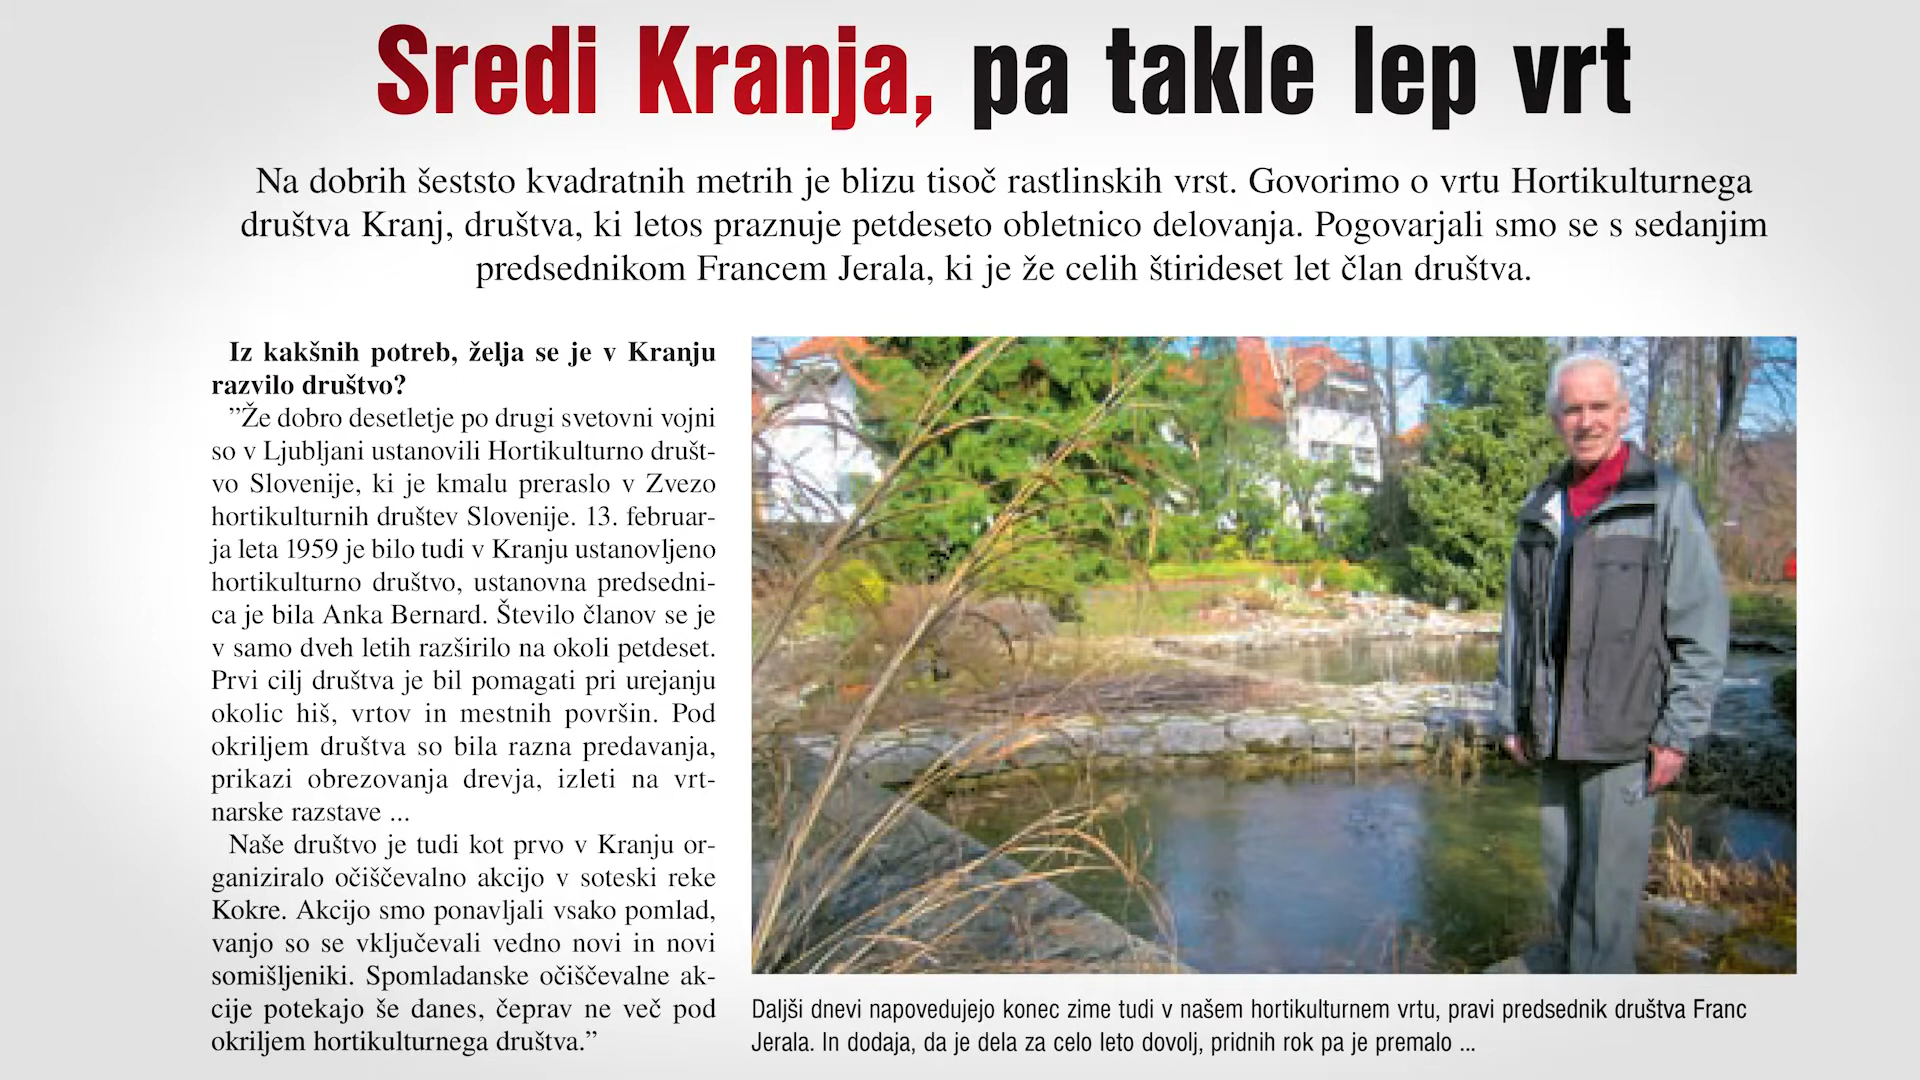 Sredi Kranja, pa takle lep vrt
Na dobrih šeststo kvadratnih metrih je blizu tisoč rastlinskih vrst. Govorimo o vrtu Hortikulturnega
društva Kranj, društva, ki letos praznuje petdeseto obletnico delovanja. Pogovarjali smo se s sedanjim
predsednikom Francem Jerala, ki je že celih štirideset let član društva.
Iz kakšnih potreb, želja se je v Kranju
razvilo društvo?
”Že dobro desetletje po drugi svetovni vojni
so v Ljubljani ustanovili Hortikulturno društ-
vo Slovenije, ki je kmalu preraslo v Zvezo
hortikulturnih društev Slovenije. 13. februar-
ja leta 1959 je bilo tudi v Kranju ustanovljeno
hortikulturno društvo, ustanovna predsedni-
ca je bila Anka Bernard. Število članov se je
v samo dveh letih razširilo na okoli petdeset.
Prvi cilj društva je bil pomagati pri urejanju
okolic hiš, vrtov in mestnih površin. Pod
okriljem društva so bila razna predavanja,
prikazi obrezovanja drevja, izleti na vrt-
narske razstave ...
Naše društvo je tudi kot prvo v Kranju or-
ganiziralo očiščevalno akcijo v soteski reke
Kokre. Akcijo smo ponavljali vsako pomlad,
vanjo so se vključevali vedno novi in novi
somišljeniki. Spomladanske očiščevalne ak-
cije potekajo še danes, čeprav ne več pod
okriljem hortikulturnega društva.”
Daljši dnevi napovedujejo konec zime tudi v našem hortikulturnem vrtu, pravi predsednik društva Franc
Jerala. In dodaja, da je dela za celo leto dovolj, pridnih rok pa je premalo ...